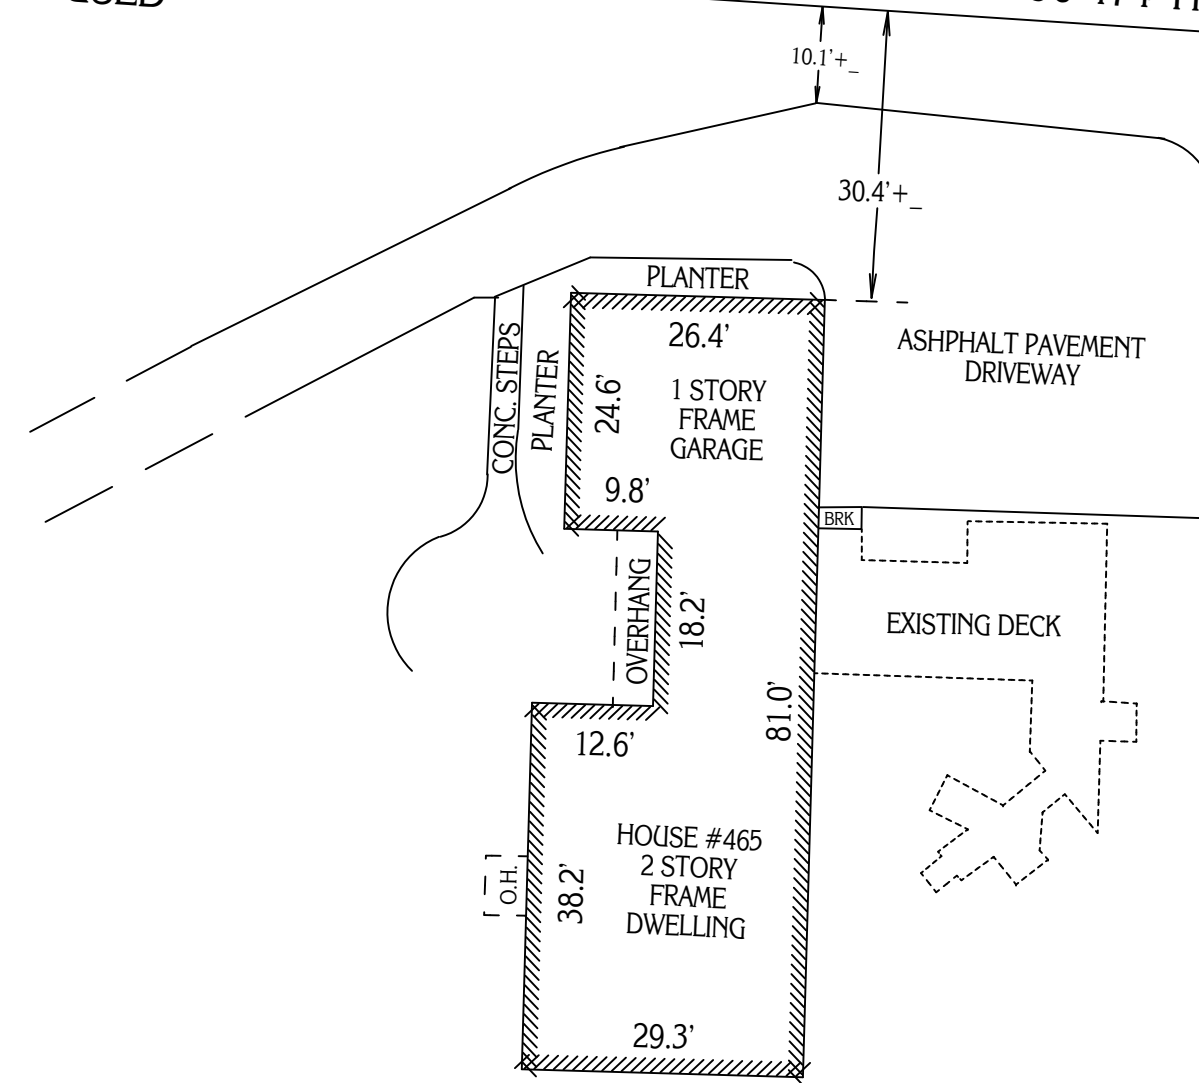 10.1'+_
30.4'+_
PLANTER
26.4'
ASHPHALT PAVEMENT
DRIVEWAY
CONC. STEPS
PLANTER
24.6'
1 STORY
FRAME
GARAGE
9.8'
BRK
OVERHANG
18.2'
EXISTING DECK
81.0'
12.6'
HOUSE #465
2 STORY
FRAME
DWELLING
O.H.
38.2'
29.3'